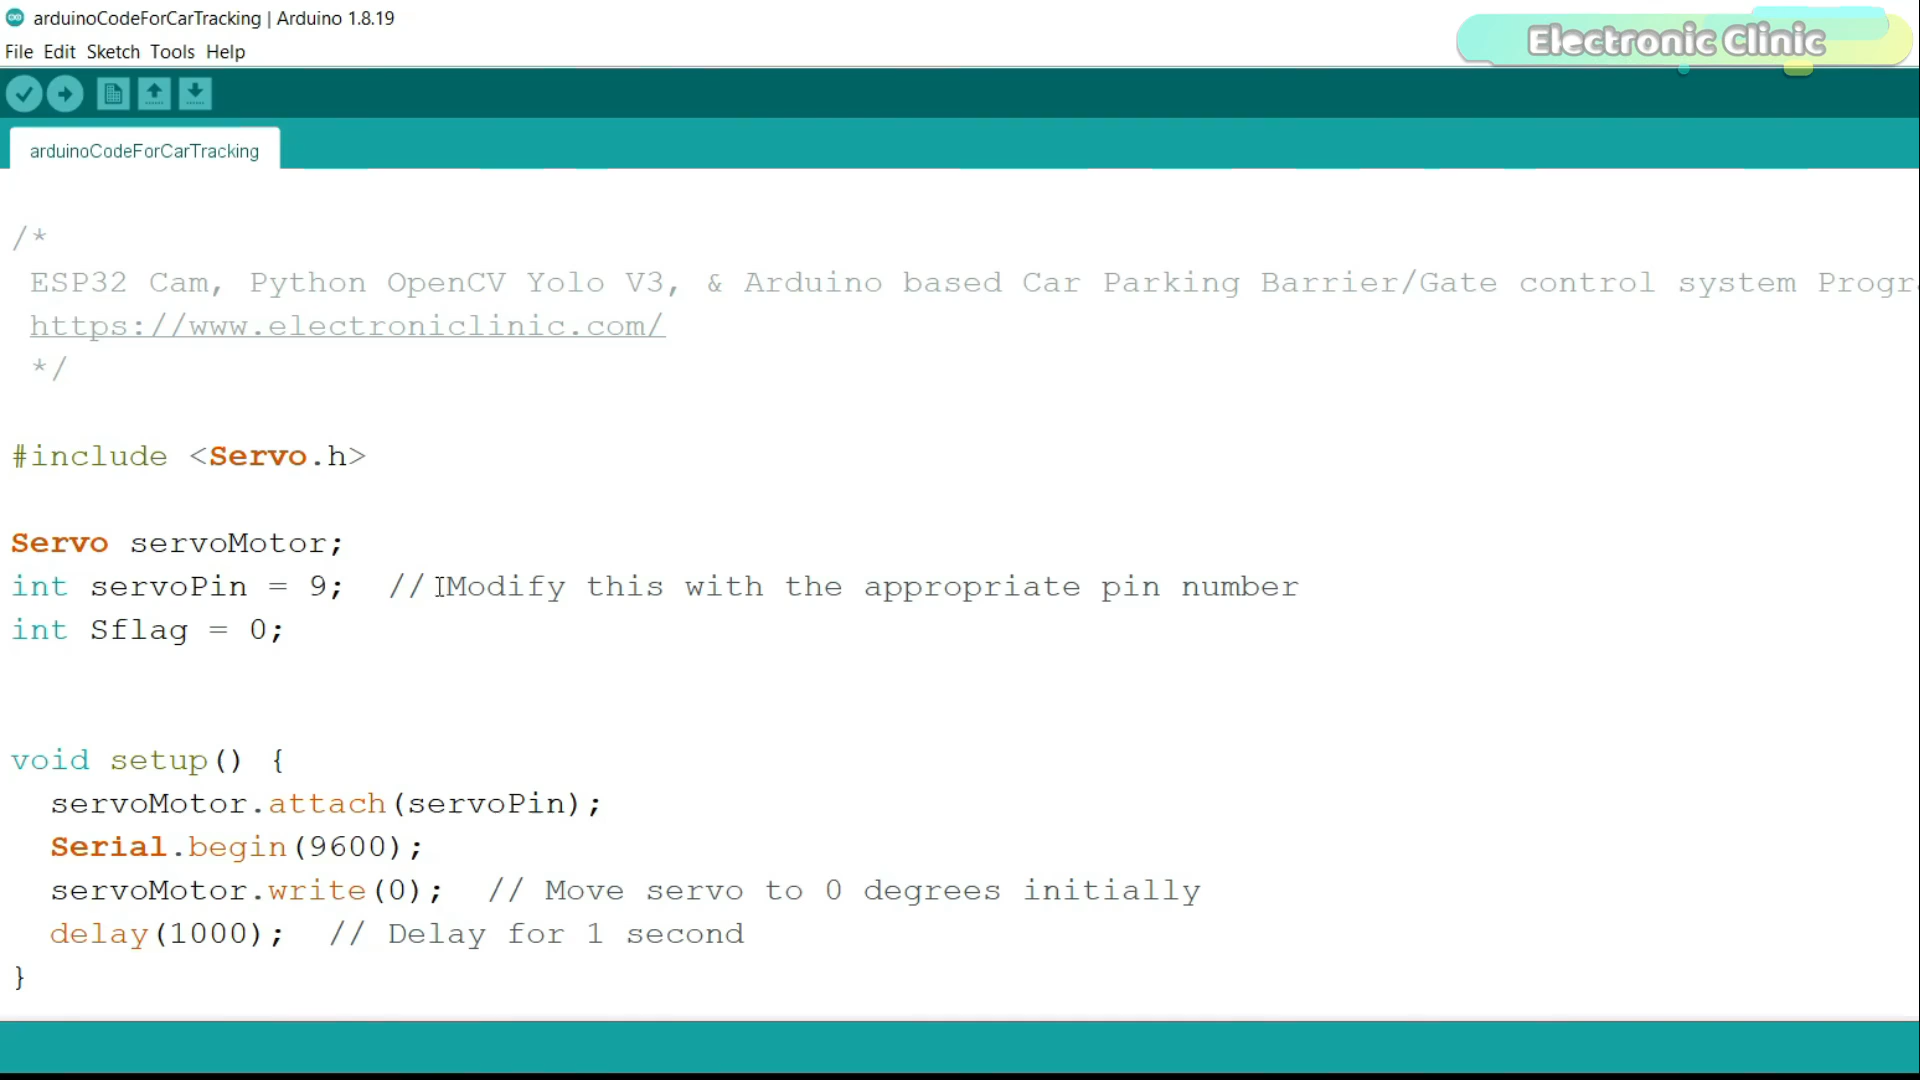 arduinoCodeForCarTracking | Arduino 1.8.19
File Edit Sketch Tools Help
Electronic Clinic
arduinoCodeForCarTracking
/*
ESP32 Cam, Python OpenCV Yolo V3, & Arduino based Car Parking Barrier/Gate control system Progr
https://www.electroniclinic.com/
*/
#include <Servo.h>
Servo servoMotor;
int servoPin = 9;  // Modify this with the appropriate pin number
int Sflag = 0;
void setup() {
servoMotor.attach(servoPin);
Serial.begin(9600);
servoMotor.write(0);  // Move servo to 0 degrees initially
delay(1000);  // Delay for 1 second
}